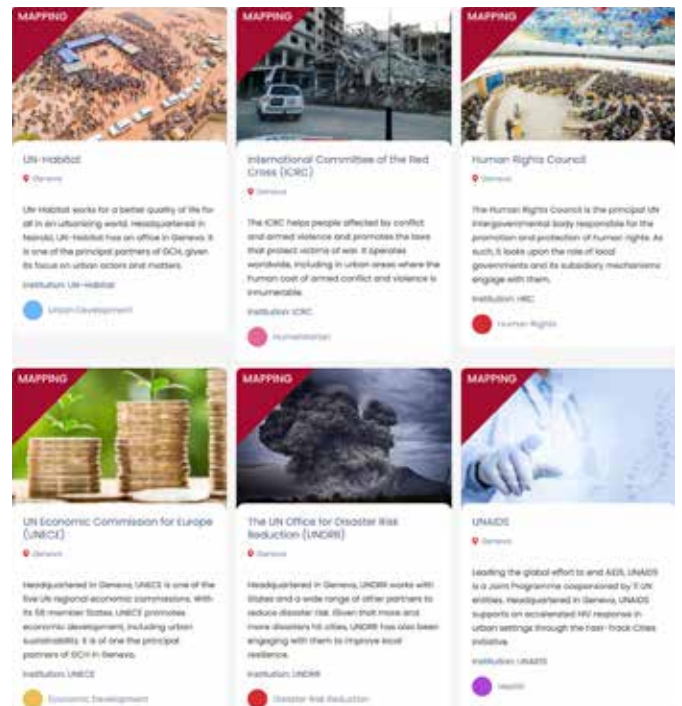 MAPPING
UN-Habitat
Geneva
UN-Habitat works for a better quality of life for
all in an urbanizing world. Headquartered in
Nairobi, UN-Habitat has an office in Geneva. It
is one of the principal partners of GCH, given
its focus on urban actors and matters.
Institution: UN-Habitat
Urban Development
MAPPING
International Committee of the Red
Cross (ICRC)
Geneva
The ICRC helps people affected by conflict
and armed violence and promotes the laws
that protect victims of war. It operates
worldwide, including in urban areas where the
human cost of armed conflict and violence is
innumerable.
Institution: ICRC
Humanitarian
MAPPING
Human Rights Council
Geneva
The Human Rights Council is the principal UN
intergovernmental body responsible for the
promotion and protection of human rights. As
such, it looks upon the role of local
governments and its subsidiary mechanisms
engage with them.
Institution: HRC
Human Rights
MAPPING
UN Economic Commission for Europe
(UNECE)
Geneva
Headquartered in Geneva, UNECE is one of the
five UN regional economic commissions. With
its 56 member States, UNECE promotes
economic development, including urban
sustainability. It is of one the principal
partners of GCH in Geneva.
Institution: UNECE
Economic Development
MAPPING
The UN Office for Disaster Risk
Reduction (UNDRR)
Geneva
Headquartered in Geneva, UNDRR works with
States and a wide range of other partners to
reduce disaster risk. Given that more and
more disasters hit cities, UNDRR has also been
engaging with them to improve local
resilience.
Institution: UNDRR
Disaster Risk Reduction
MAPPING
UNAIDS
Geneva
Leading the global effort to end AIDS, UNAIDS
is a Joint Programme cosponsored by 11 UN
entities. Headquartered in Geneva, UNAIDS
supports an accelerated HIV response in
urban settings through the Fast-Track Cities
initiative.
Institution: UNAIDS
Health